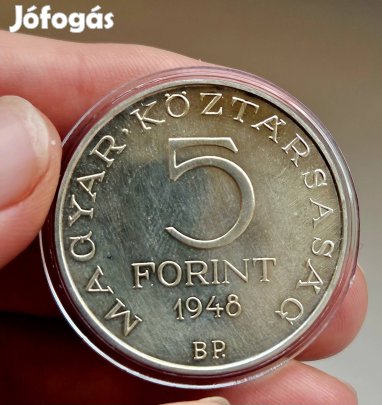 Jófogás
MAGYAR·KÖZTÁRSASÁG
5
FORINT
1948
BP.